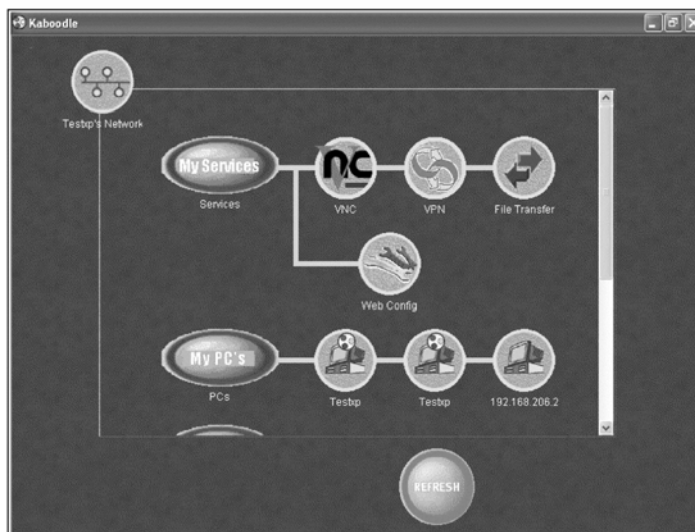 Kaboodle
Testxp's Network
My Services
Services
VNC
VNC
VPN
File Transfer
Web Config
My PC's
PCs
Testxp
Testxp
192.168.206.2
REFRESH